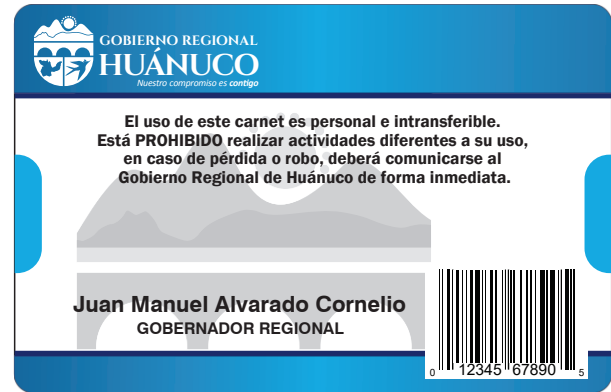 GOBIERNO REGIONAL
HUÁNUCO
Nuestro compromiso es contigo
El uso de este carnet es personal e intransferible.
Está PROHIBIDO realizar actividades diferentes a su uso,
en caso de pérdida o robo, deberá comunicarse al
Gobierno Regional de Huánuco de forma inmediata.
Juan Manuel Alvarado Cornelio
GOBERNADOR REGIONAL
0 12345 67890 5